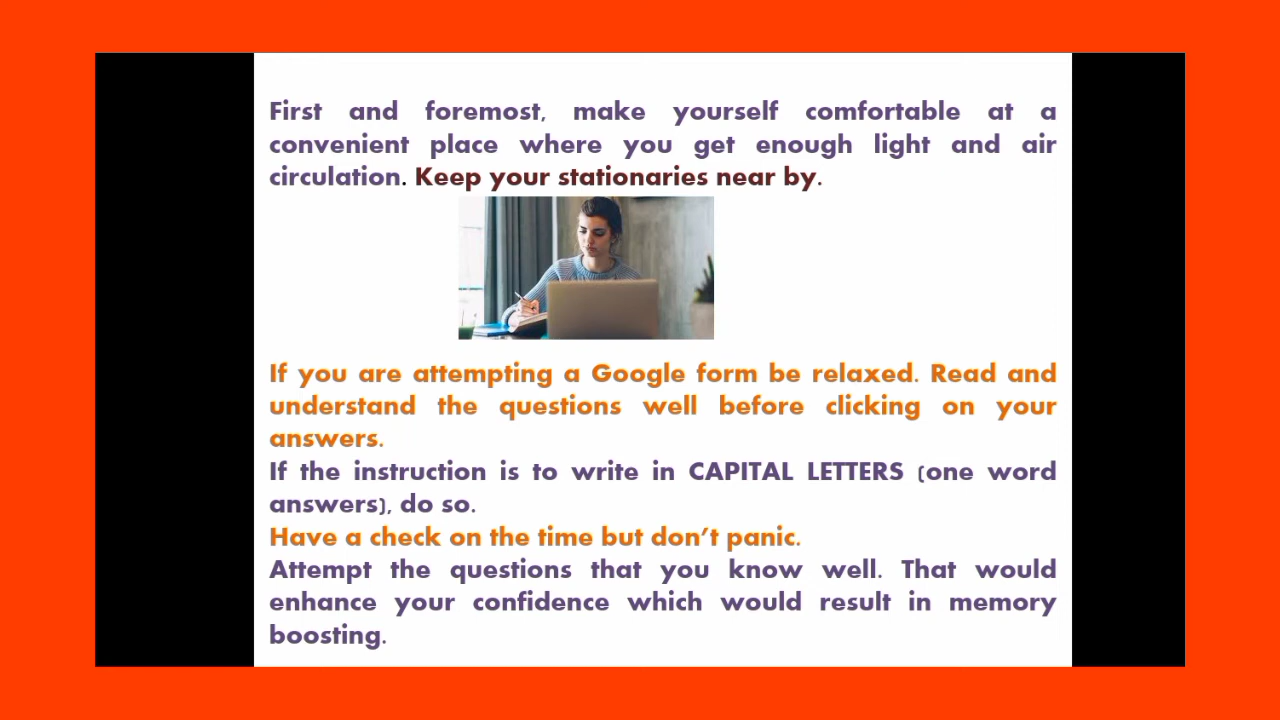 First and foremost, make yourself comfortable at a
convenient place where you get enough light and air
circulation. Keep your stationaries near by.
If you are attempting a Google form be relaxed. Read and
understand the questions well before clicking on your
answers.
If the instruction is to write in CAPITAL LETTERS (one word
answers), do so.
Have a check on the time but don’t panic.
Attempt the questions that you know well. That would
enhance your confidence which would result in memory
boosting.